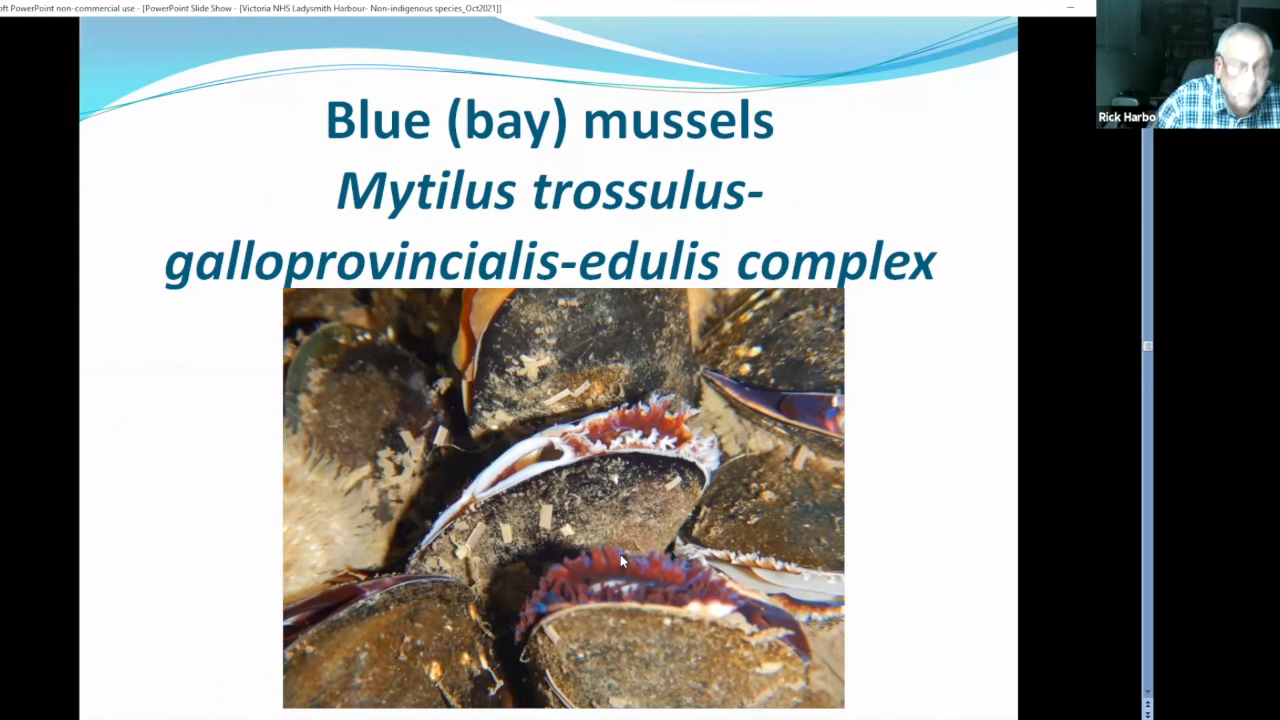 oft PowerPoint non-commercial use - [PowerPoint Slide Show - [Victoria NHS Ladysmith Harbour- Non-indigenous species_Oct2021]]
Rick Harbo
Blue (bay) mussels
Mytilus trossulus-
galloprovincialis-edulis complex